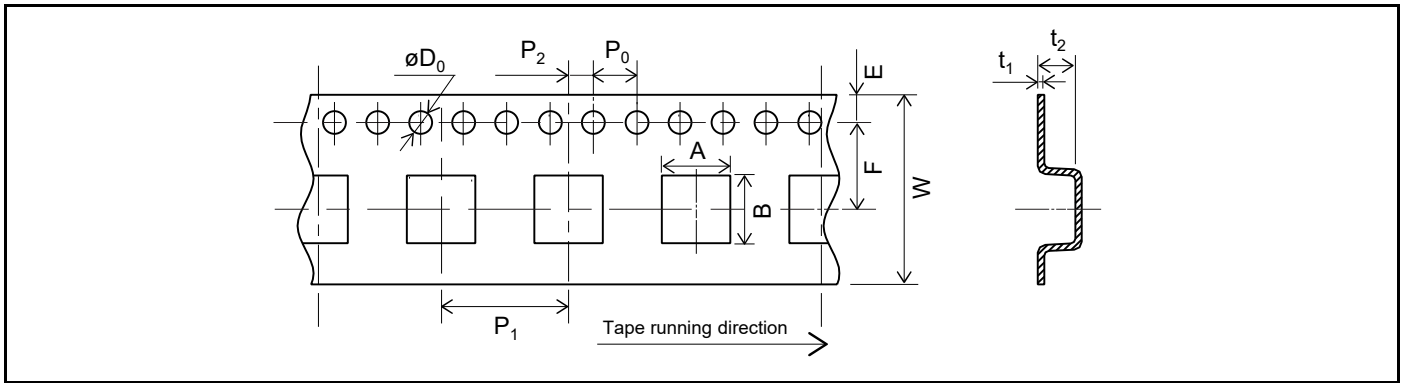 øD0
P2
P0
E
t1
t2
A
B
F
W
P1
Tape running direction